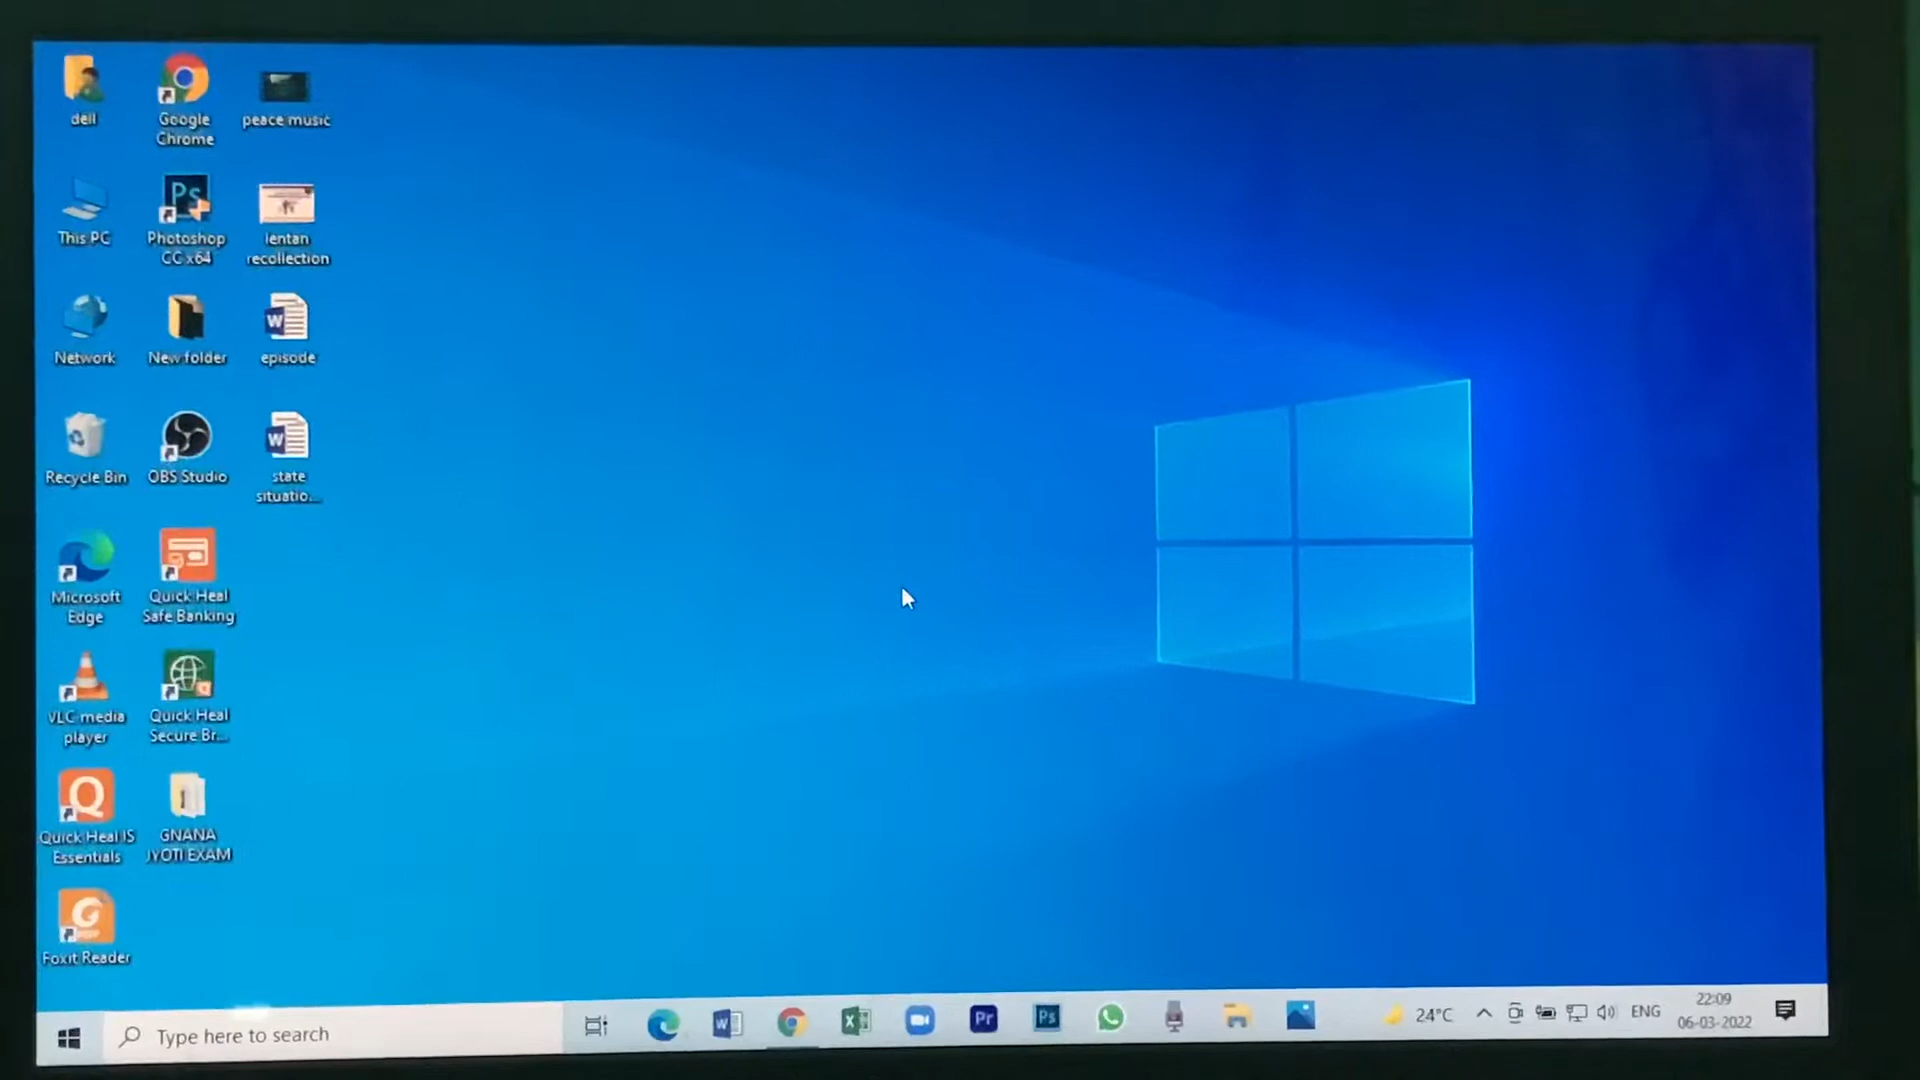 dell
Google
Chrome
peace music
This PC
Photoshop
CC x64
lentan
recollection
Network
New folder
episode
Recycle Bin
OBS Studio
state
situatio...
Microsoft
Edge
Quick Heal
Safe Banking
VLC media
player
Quick Heal
Secure Br...
Quick Heal IS
Essentials
GNANA
JYOTI EXAM
Foxit Reader
Type here to search
24°C
ENG
22:09
06-03-2022